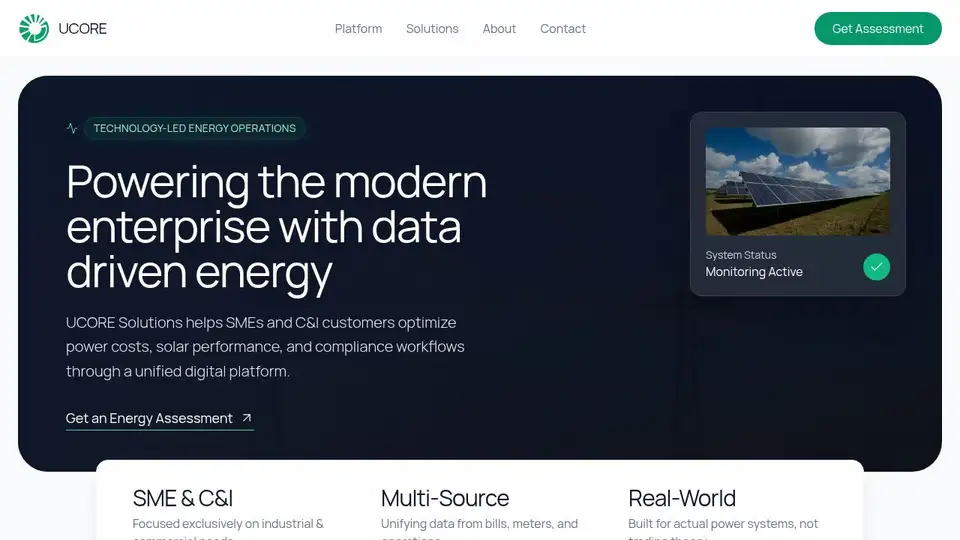 UCORE
Platform
Solutions
About
Contact
Get Assessment
TECHNOLOGY-LED ENERGY OPERATIONS
Powering the modern
enterprise with data
driven energy
UCORE Solutions helps SMEs and C&I customers optimize
power costs, solar performance, and compliance workflows
through a unified digital platform.
Get an Energy Assessment
System Status
Monitoring Active
SME & C&I
Focused exclusively on industrial &
Multi-Source
Unifying data from bills, meters, and
Real-World
Built for actual power systems, not